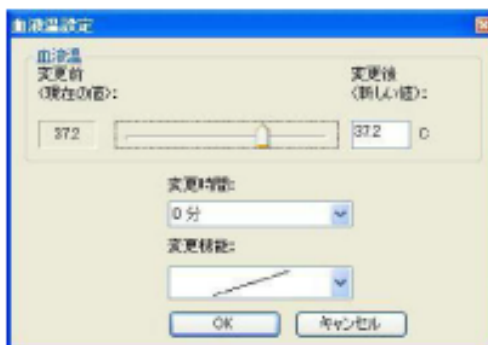 血液温設定
血液温
変更前
(現在の値):
変更後
(新しい値):
37.2
37.2 C
変更時間:
0 分
変更機能:
OK
キャンセル